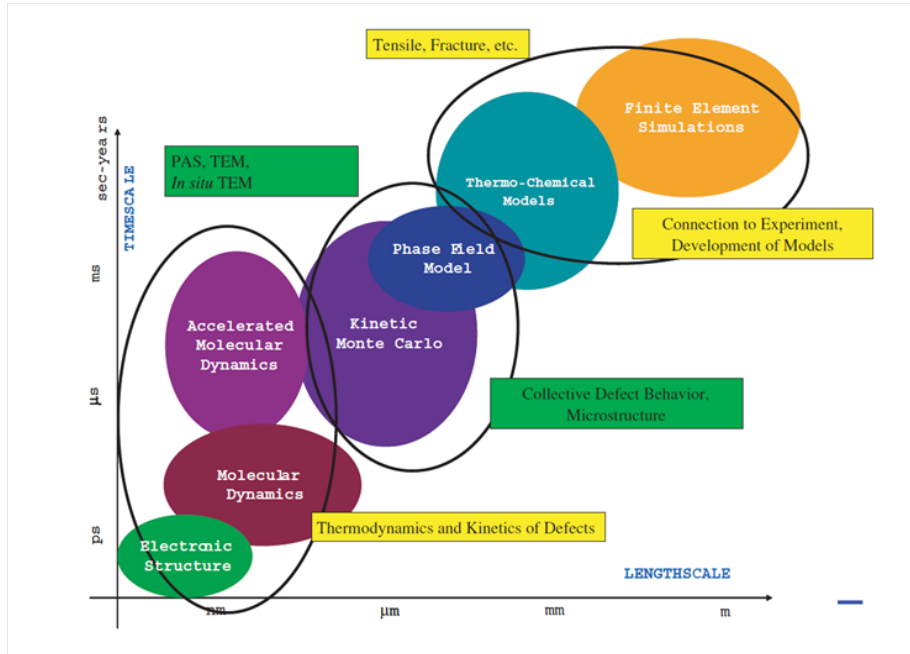 Tensile, Fracture, etc.
Finite Element
Simulations
sec-years
TIMESCALE
PAS, TEM,
In situ TEM
Thermo-Chemical
Models
Connection to Experiment,
Development of Models
Phase Field
Model
ms
Accelerated
Molecular
Dynamics
Kinetic
Monte Carlo
μs
Collective Defect Behavior,
Microstructure
Molecular
Dynamics
Thermodynamics and Kinetics of Defects
ps
Electronic
Structure
LENGTHSCALE
nm
μm
mm
m